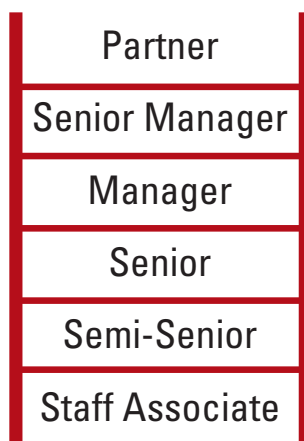 Partner
Senior Manager
Manager
Senior
Semi-Senior
Staff Associate